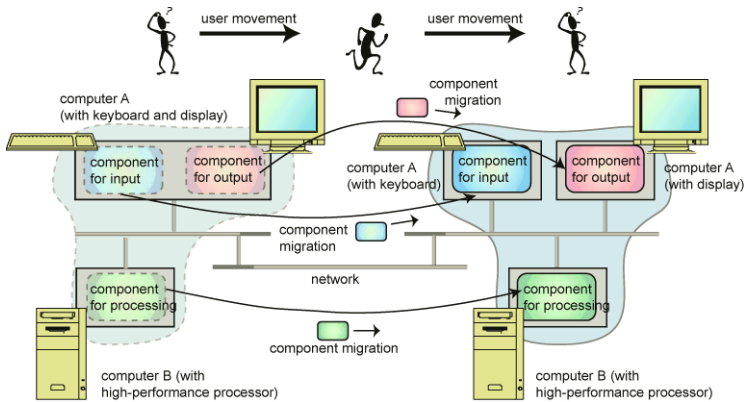 ?
user movement
user movement
?
computer A
(with keyboard and display)
component
migration
component
for input
component
for output
computer A
(with keyboard)
component
for input
component
for output
computer A
(with display)
component
migration
network
component
for processing
component
for processing
component migration
computer B (with
high-performance processor)
computer B (with
high-performance processor)